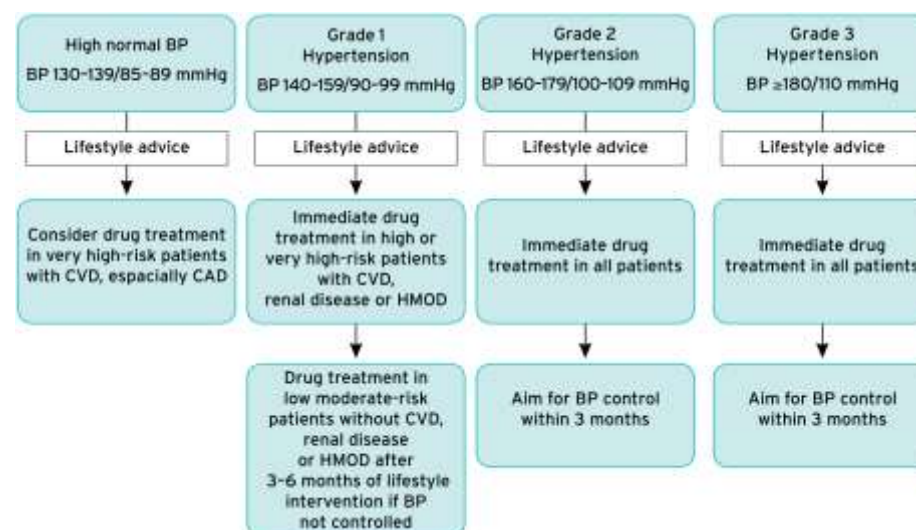 High normal BP
BP 130-139/85-89 mmHg
Lifestyle advice
Consider drug treatment
in very high-risk patients
with CVD, espacially CAD
Grade 1
Hypertension
BP 140-159/90-99 mmHg
Lifestyle advice
Immediate drug
treatment in high or
very high-risk patients
with CVD,
renal disease or HMOD
Drug treatment in
low moderate-risk
patients without CVD,
renal disease
or HMOD after
3-6 months of lifestyle
intervention if BP
not controlled
Grade 2
Hypertension
BP 160-179/100-109 mmHg
Lifestyle advice
Immediate drug
treatment in all patients
Aim for BP control
within 3 months
Grade 3
Hypertension
BP ≥180/110 mmHg
Lifestyle advice
Immediate drug
treatment in all patients
Aim for BP control
within 3 months